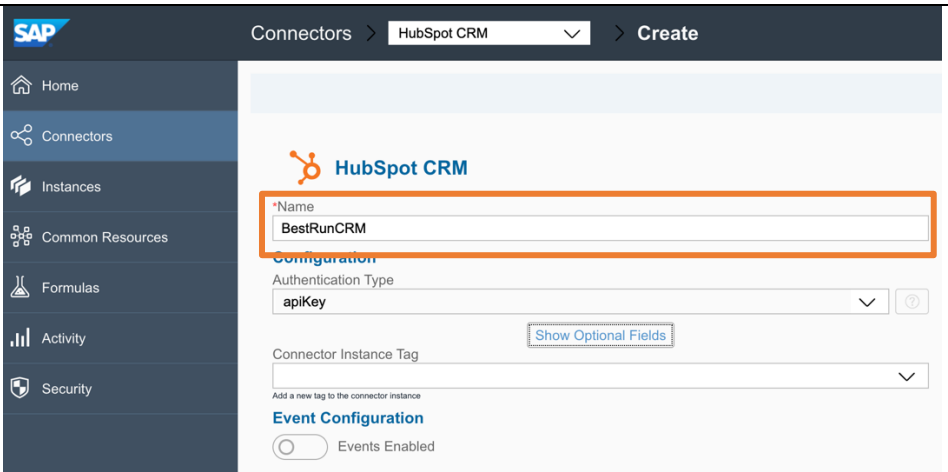 SAP
Connectors > HubSpot CRM > Create
Home
Connectors
Instances
Common Resources
Formulas
Activity
Security
HubSpot CRM
*Name
BestRunCRM
Configuration
Authentication Type
apiKey
?
Show Optional Fields
Connector Instance Tag
Add a new tag to the connector instance
Event Configuration
Events Enabled